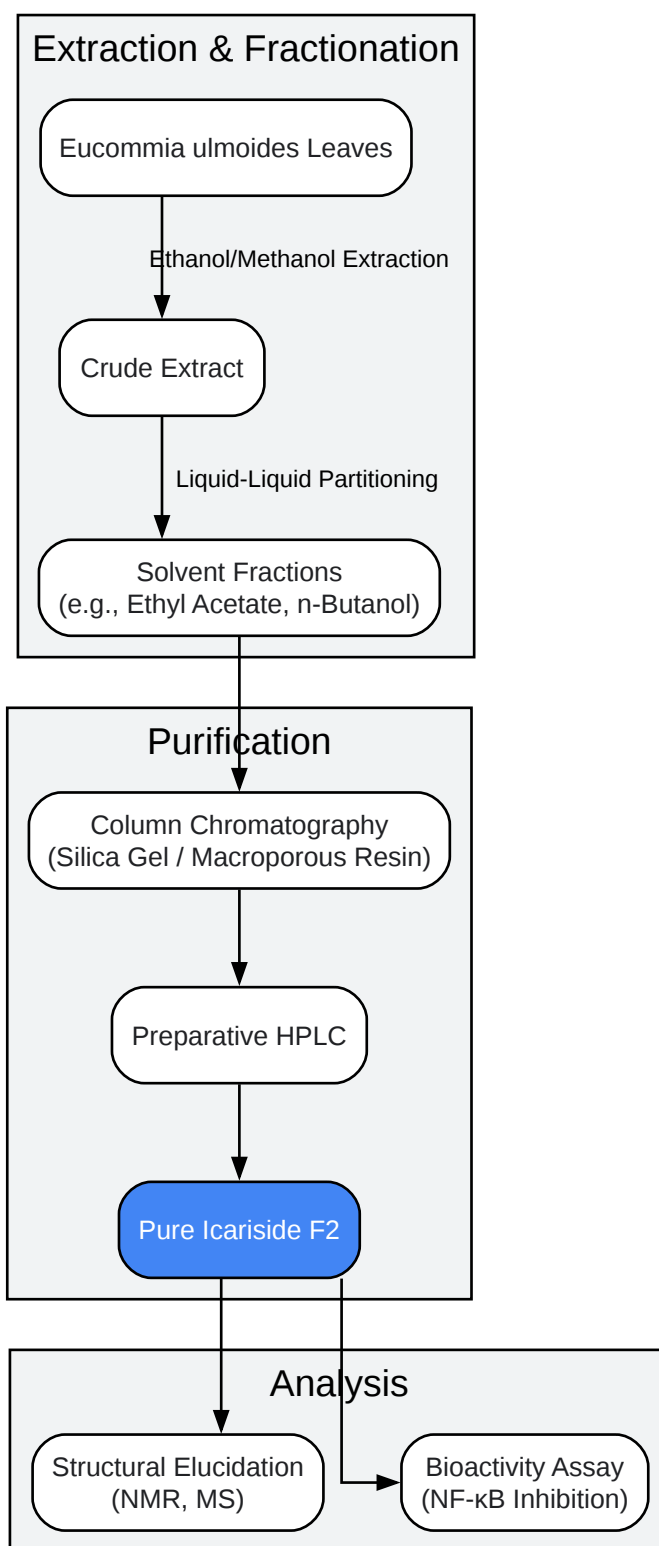 Extraction & Fractionation
Eucommia ulmoides Leaves
Ethanol/Methanol Extraction
Crude Extract
Liquid-Liquid Partitioning
Solvent Fractions
(e.g., Ethyl Acetate, n-Butanol)
Purification
Column Chromatography
(Silica Gel / Macroporous Resin)
Preparative HPLC
Pure Icariside F2
Analysis
Structural Elucidation
(NMR, MS)
Bioactivity Assay
(NF-κB Inhibition)